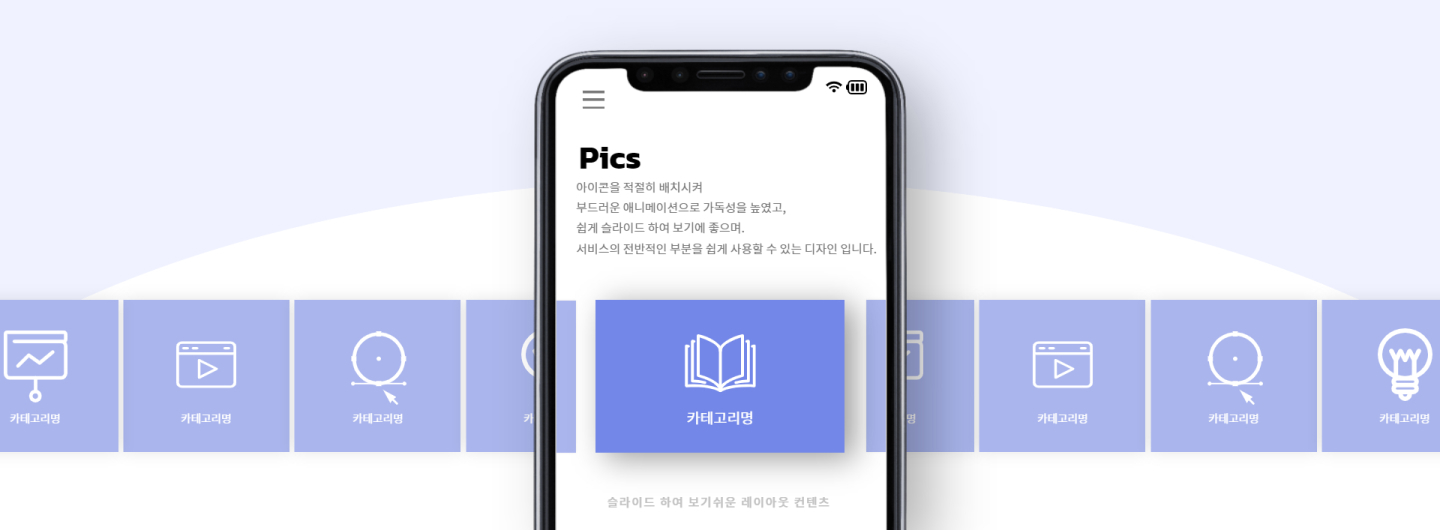 Pics
아이콘을 적절히 배치시켜
부드러운 애니메이션으로 가독성을 높였고,
쉽게 슬라이드 하여 보기에 좋으며.
서비스의 전반적인 부분을 쉽게 사용할 수 있는 디자인 입니다.
카테고리명
카테고리명
카테고리명
카
카테고리명
명
카테고리명
카테고리명
카테고리명
슬라이드 하여 보기쉬운 레이아웃 컨텐츠